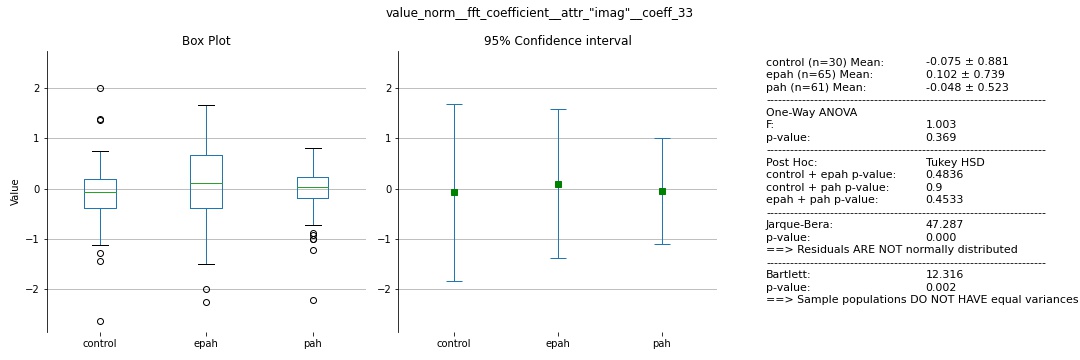 value_norm__fft_coefficient__attr_"imag"__coeff_33
Box Plot
95% Confidence interval
Value
2
1
0
−1
−2
control epah pah
2
1
0
−1
−2
control epah pah
control (n=30) Mean: -0.075 ± 0.881
epah (n=65) Mean: 0.102 ± 0.739
pah (n=61) Mean: -0.048 ± 0.523
One-Way ANOVA
F: 1.003
p-value: 0.369
Post Hoc: Tukey HSD
control + epah p-value: 0.4836
control + pah p-value: 0.9
epah + pah p-value: 0.4533
Jarque-Bera: 47.287
p-value: 0.000
==> Residuals ARE NOT normally distributed
Bartlett: 12.316
p-value: 0.002
==> Sample populations DO NOT HAVE equal variances